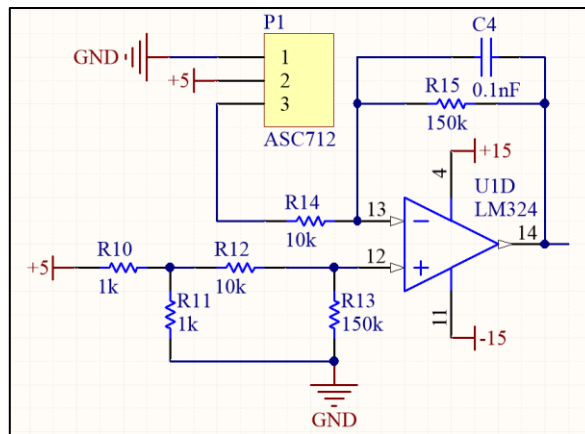 P1
GND
1
+5
2
3
ASC712
C4
0.1nF
R15
150k
+15
4
U1D
LM324
R14
10k
13
14
+5
R10
1k
R12
10k
12
R11
1k
R13
150k
11
-15
GND